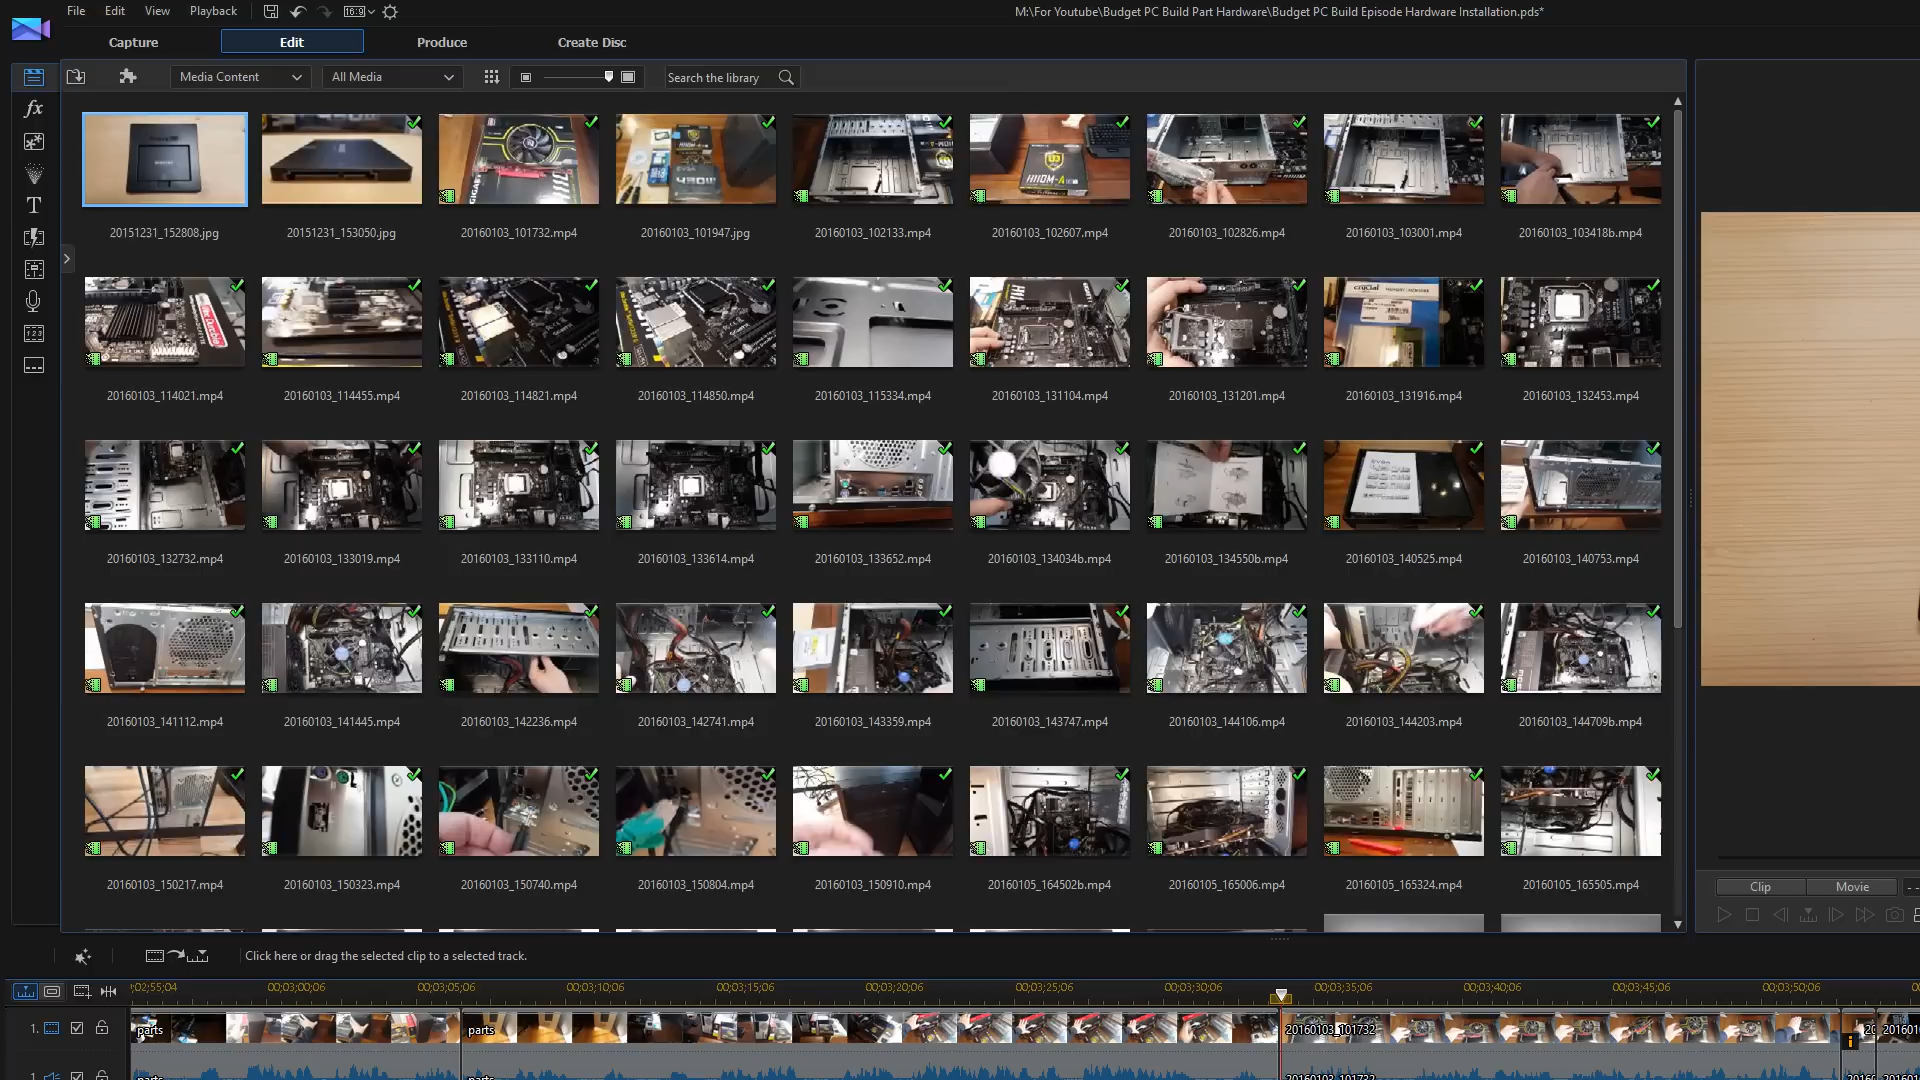 File Edit View Playback 16:9 M:\For Youtube\Budget PC Build Part Hardware\Budget PC Build Episode Hardware Installation.pds*
Capture Edit Produce Create Disc
Media Content All Media Search the library
20151231_152808.jpg 20151231_153050.jpg 20160103_101732.mp4 20160103_101947.jpg 20160103_102133.mp4 20160103_102607.mp4 20160103_102826.mp4 20160103_103001.mp4 20160103_103418b.mp4
20160103_114021.mp4 20160103_114455.mp4 20160103_114821.mp4 20160103_114850.mp4 20160103_115334.mp4 20160103_131104.mp4 20160103_131201.mp4 20160103_131916.mp4 20160103_132453.mp4
20160103_132732.mp4 20160103_133019.mp4 20160103_133110.mp4 20160103_133614.mp4 20160103_133652.mp4 20160103_134034b.mp4 20160103_134550b.mp4 20160103_140525.mp4 20160103_140753.mp4
20160103_141112.mp4 20160103_141445.mp4 20160103_142236.mp4 20160103_142741.mp4 20160103_143359.mp4 20160103_143747.mp4 20160103_144106.mp4 20160103_144203.mp4 20160103_144709b.mp4
20160103_150217.mp4 20160103_150323.mp4 20160103_150740.mp4 20160103_150804.mp4 20160103_150910.mp4 20160105_164502b.mp4 20160105_165006.mp4 20160105_165324.mp4 20160105_165505.mp4
Clip Movie
Click here or drag the selected clip to a selected track.
;02;55;04 00;03;00;06 00;03;05;06 00;03;10;06 00;03;15;06 00;03;20;06 00;03;25;06 00;03;30;06 00;03;35;06 00;03;40;06 00;03;45;06 00;03;50;06
1. parts parts 20160103_101732
1. parts parts 20160103_101732